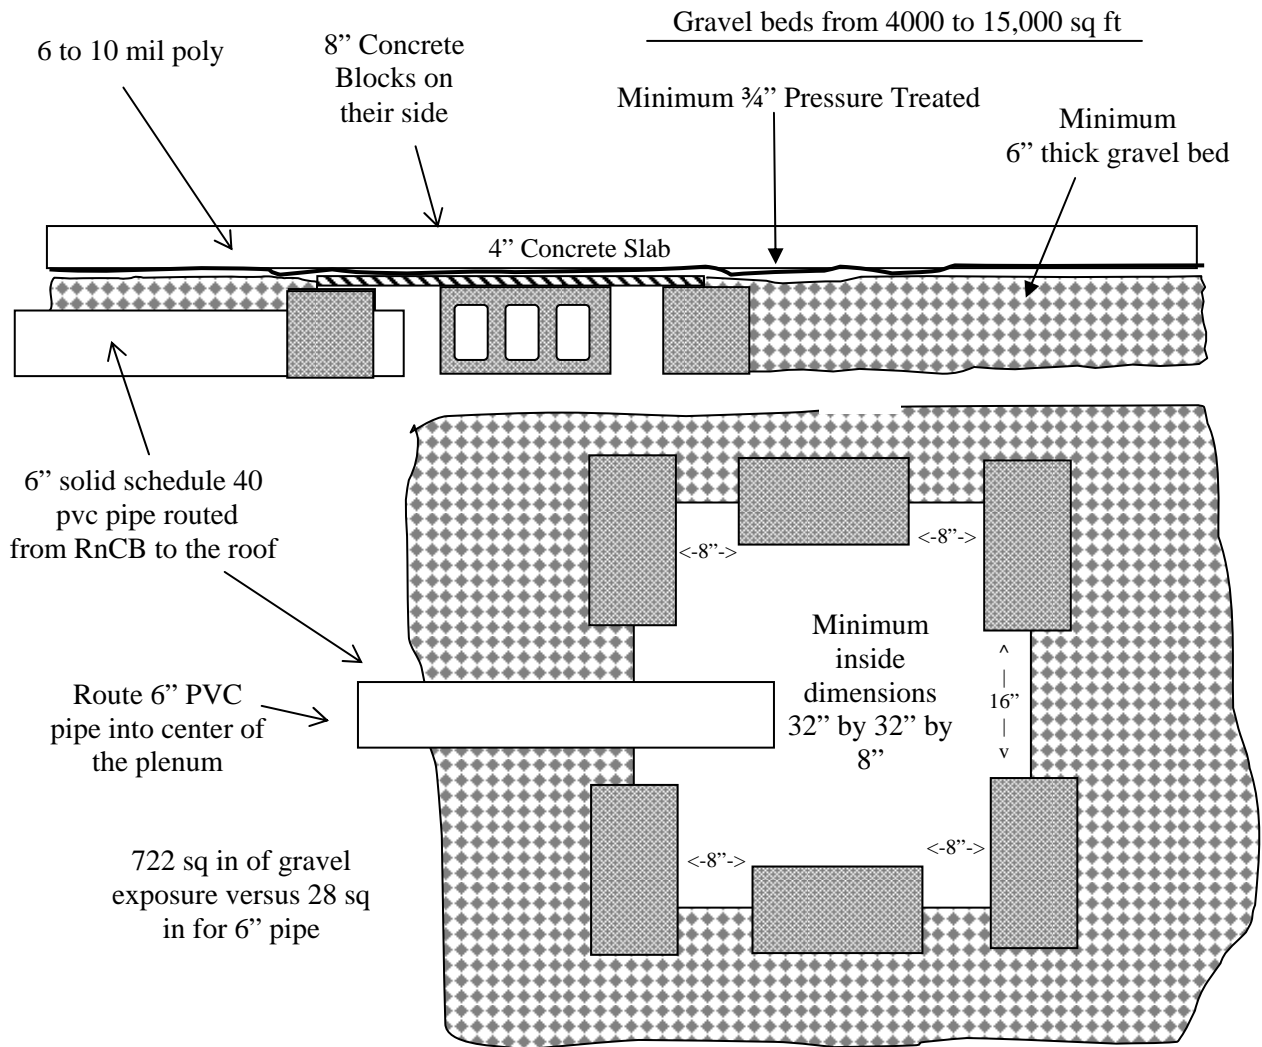 Gravel beds from 4000 to 15,000 sq ft
6 to 10 mil poly
8” Concrete
Blocks on
their side
Minimum ¾” Pressure Treated
Minimum
6” thick gravel bed
4” Concrete Slab
6” solid schedule 40
pvc pipe routed
from RnCB to the roof
<-8”->
<-8”->
Minimum
inside
dimensions
32” by 32” by
8”
^
|
16”
|
v
Route 6” PVC
pipe into center of
the plenum
<-8”->
<-8”->
722 sq in of gravel
exposure versus 28 sq
in for 6” pipe